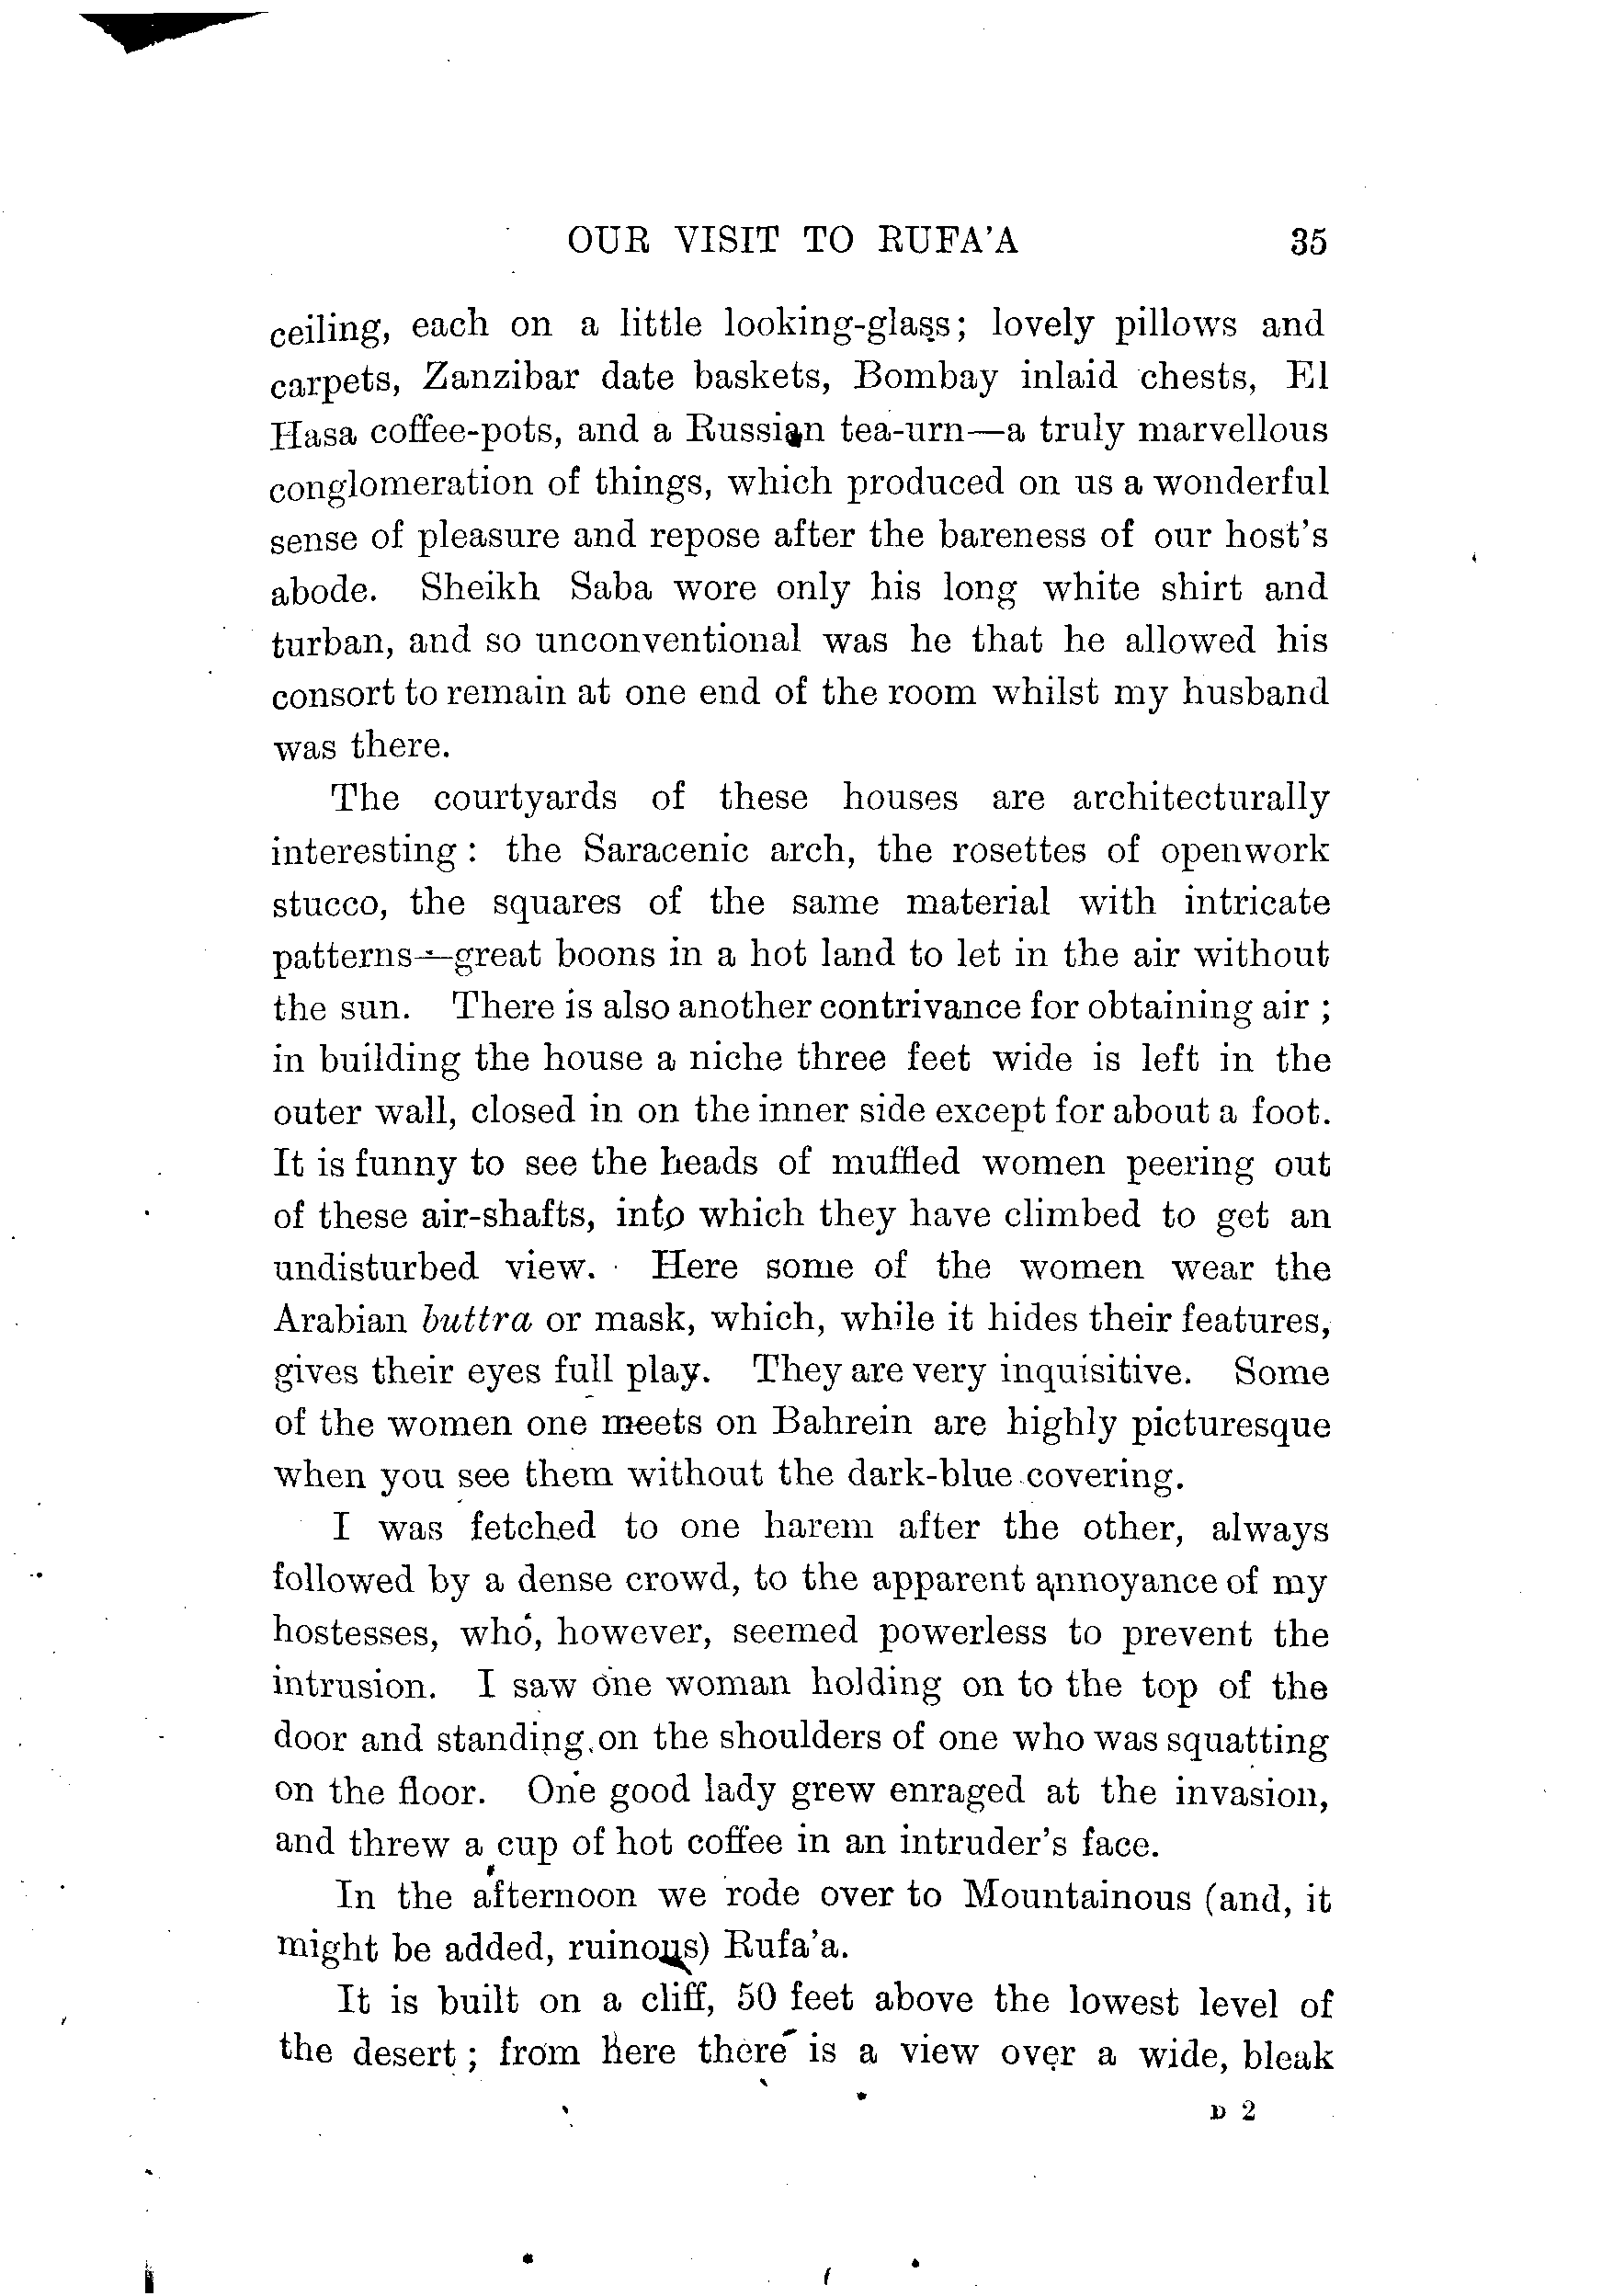 OUR VISIT TO RUFA'A 35
ceiling, each on a little looking-glass; lovely pillows and
carpets, Zanzibar date baskets, Bombay inlaid chests, El
Hasa coffee-pots, and a Russian tea-urn—a truly marvellous
conglomeration of things, which produced on us a wonderful
sense of pleasure and repose after the bareness of our host's
abode. Sheikh Saba wore only his long white shirt and
turban, and so unconventional was he that he allowed his
consort to remain at one end of the room whilst my husband
was there.
The courtyards of these houses are architecturally
interesting: the Saracenic arch, the rosettes of openwork
stucco, the squares of the same material with intricate
patterns—great boons in a hot land to let in the air without
the sun. There is also another contrivance for obtaining air;
in building the house a niche three feet wide is left in the
outer wall, closed in on the inner side except for about a foot.
It is funny to see the heads of muffled women peering out
of these air-shafts, into which they have climbed to get an
undisturbed view. Here some of the women wear the
Arabian buttra or mask, which, while it hides their features,
gives their eyes full play. They are very inquisitive. Some
of the women one meets on Bahrein are highly picturesque
when you see them without the dark-blue covering.
I was fetched to one harem after the other, always
followed by a dense crowd, to the apparent annoyance of my
hostesses, who, however, seemed powerless to prevent the
intrusion. I saw one woman holding on to the top of the
door and standing on the shoulders of one who was squatting
on the floor. One good lady grew enraged at the invasion,
and threw a cup of hot coffee in an intruder's face.
In the afternoon we rode over to Mountainous (and, it
might be added, ruinous) Rufa'a.
It is built on a cliff, 50 feet above the lowest level of
the desert; from here there is a view over a wide, bleak
D 2